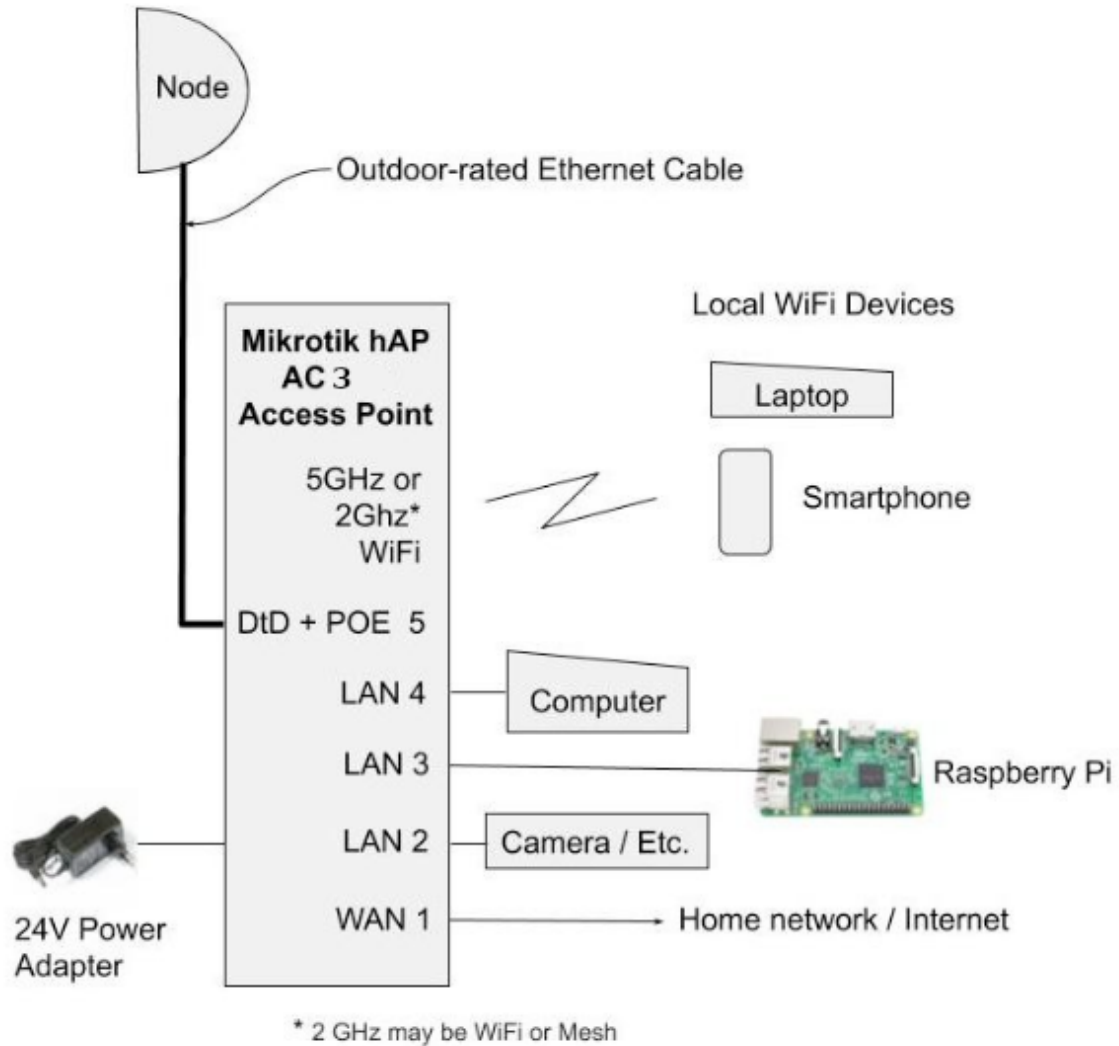 Node
Outdoor-rated Ethernet Cable
Local WiFi Devices
Mikrotik hAP
AC 3
Access Point
Laptop
5GHz or
2Ghz*
WiFi
Smartphone
DtD + POE 5
LAN 4
Computer
LAN 3
Raspberry Pi
LAN 2
Camera / Etc.
24V Power
Adapter
WAN 1
Home network / Internet
* 2 GHz may be WiFi or Mesh